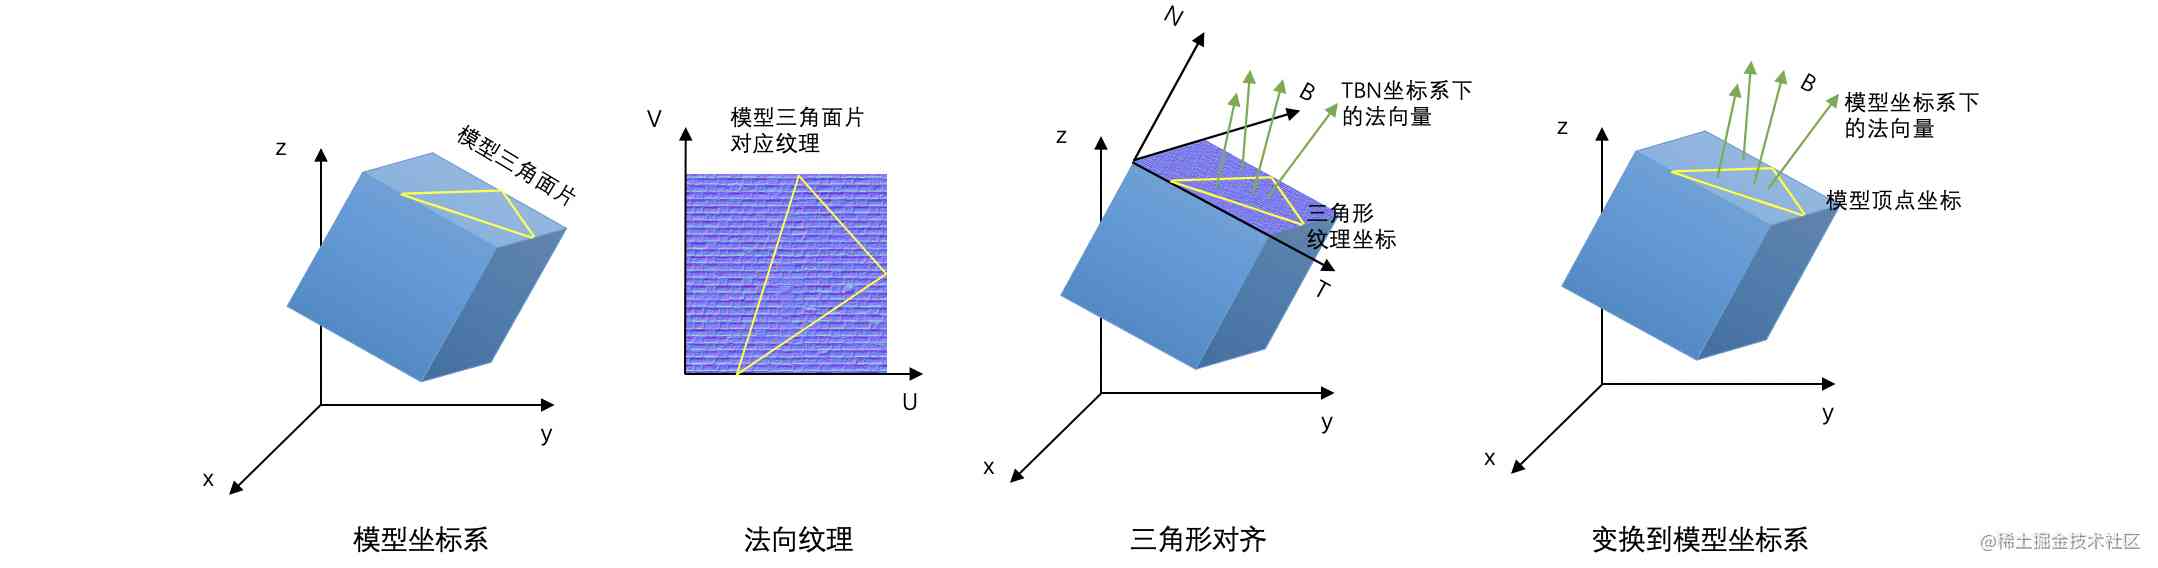 z
模型三角面片
y
x
模型坐标系
V
模型三角面片
对应纹理
U
法向纹理
N
B
TBN坐标系下
的法向量
z
三角形
纹理坐标
T
y
x
三角形对齐
B
模型坐标系下
的法向量
z
模型顶点坐标
y
x
变换到模型坐标系
@稀土掘金技术社区